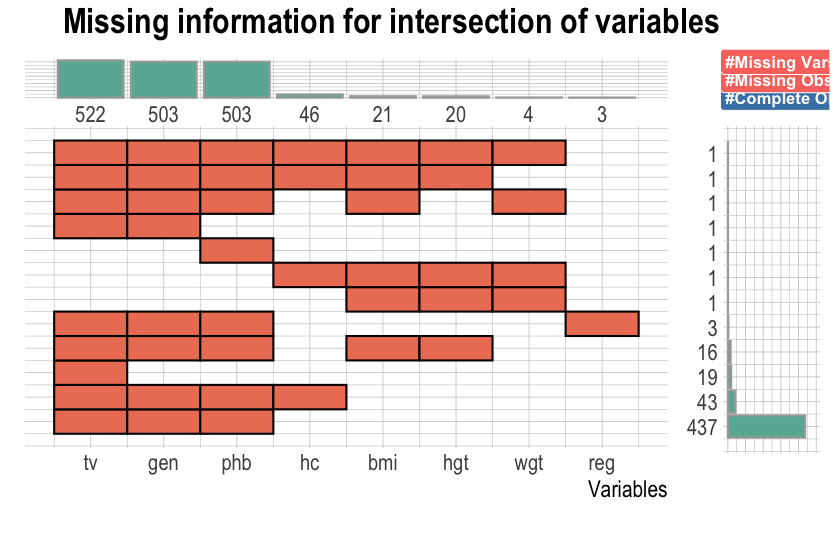 Missing information for intersection of variables
#Missing Vars
#Missing Obs
#Complete O
522 503 503 46 21 20 4 3
1
1
1
1
1
1
1
3
16
19
43
437
tv gen phb hc bmi hgt wgt reg
Variables